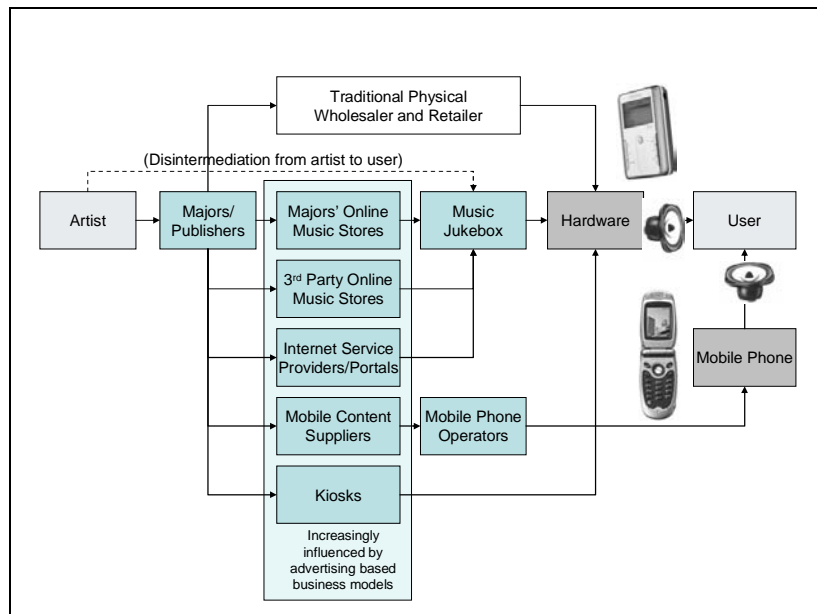 Traditional Physical
Wholesaler and Retailer
(Disintermediation from artist to user)
Artist
Majors/
Publishers
Majors' Online
Music Stores
Music
Jukebox
Hardware
User
3rd Party Online
Music Stores
Internet Service
Providers/Portals
Mobile Phone
Mobile Content
Suppliers
Mobile Phone
Operators
Kiosks
Increasingly
influenced by
advertising based
business models